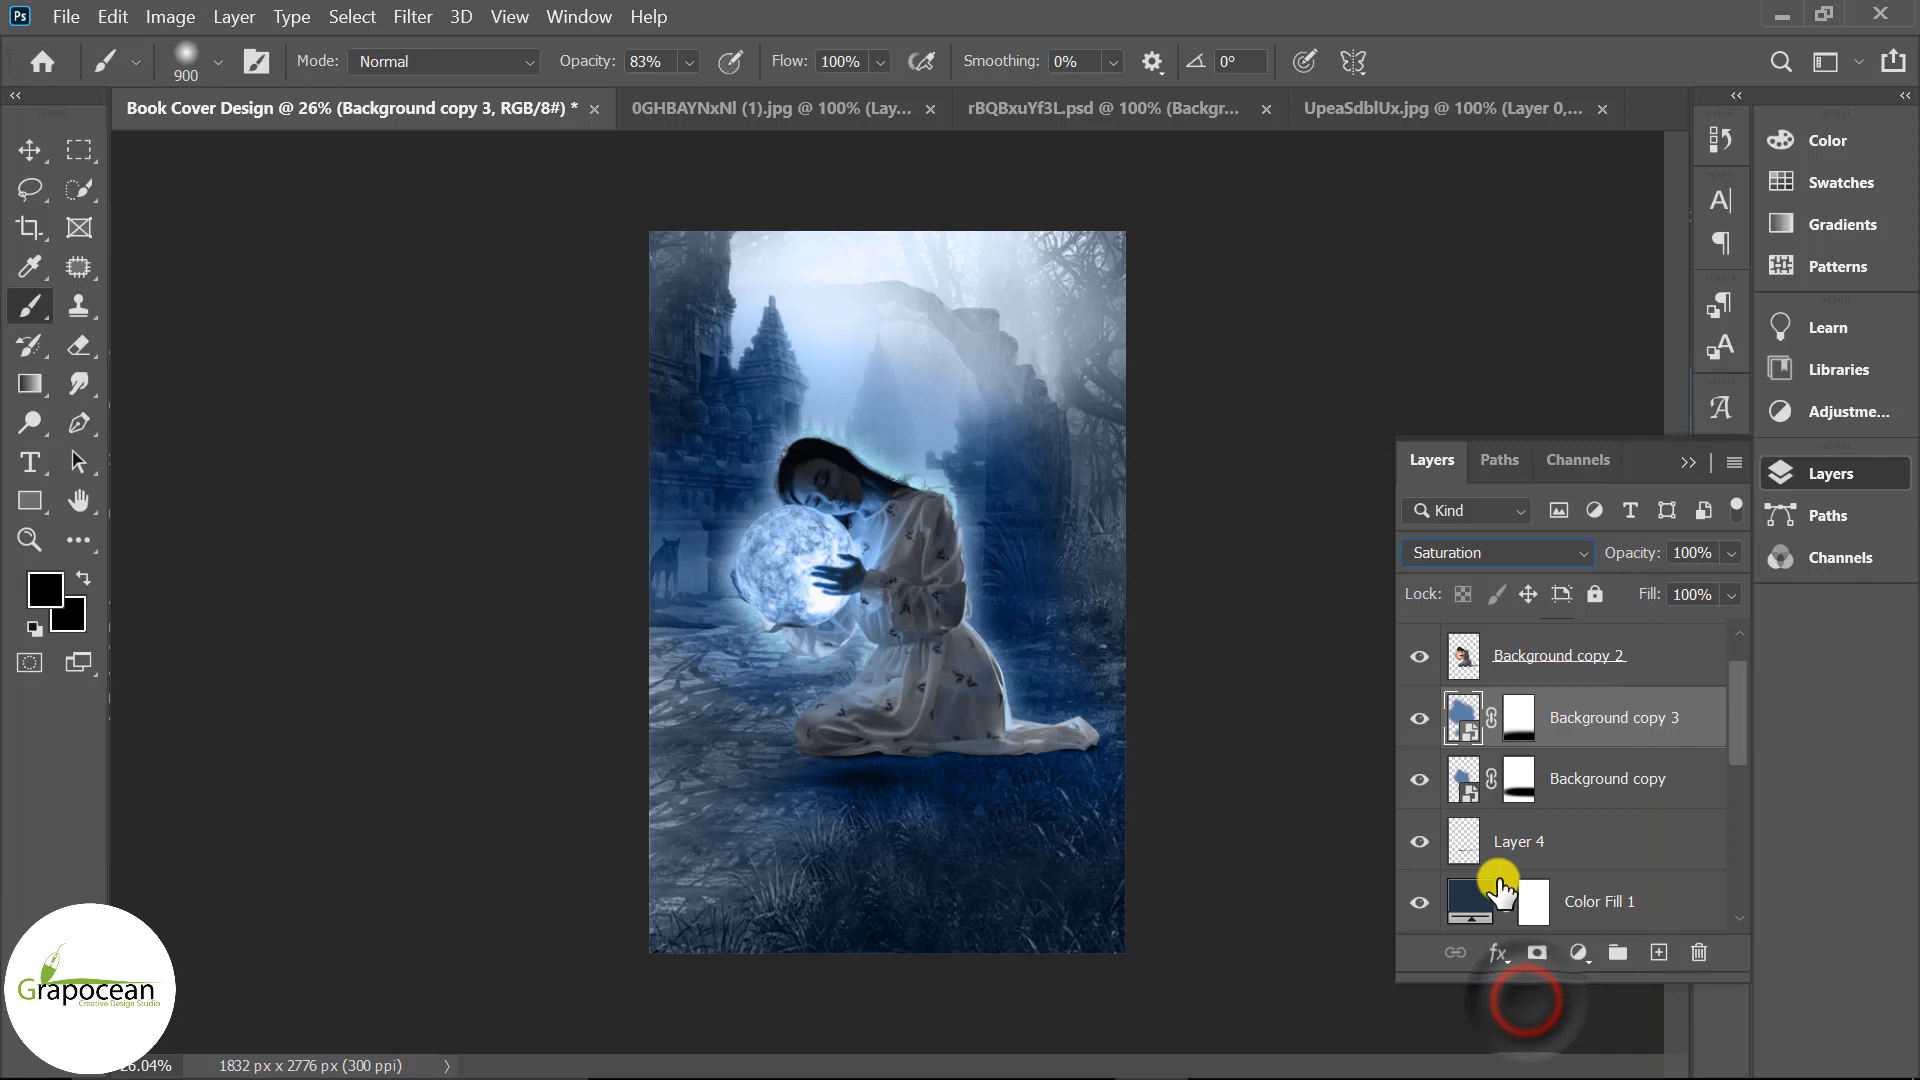 Ps File Edit Image Layer Type Select Filter 3D View Window Help
900 Mode: Normal Opacity: 83% Flow: 100% Smoothing: 0% 0°
Book Cover Design @ 26% (Background copy 3, RGB/8#) * 0GHBAYNxNl (1).jpg @ 100% (Lay... rBQBxuYf3L.psd @ 100% (Backgr... UpeaSdblUx.jpg @ 100% (Layer 0,...
Color
Swatches
Gradients
Patterns
Learn
Libraries
Adjustme...
Layers
Paths
Channels
Layers Paths Channels
Kind
Saturation Opacity: 100%
Lock: Fill: 100%
Background copy 2
Background copy 3
Background copy
Layer 4
Color Fill 1
fx
Grapocean
Creative Design Studio
26.04% 1832 px x 2776 px (300 ppi)